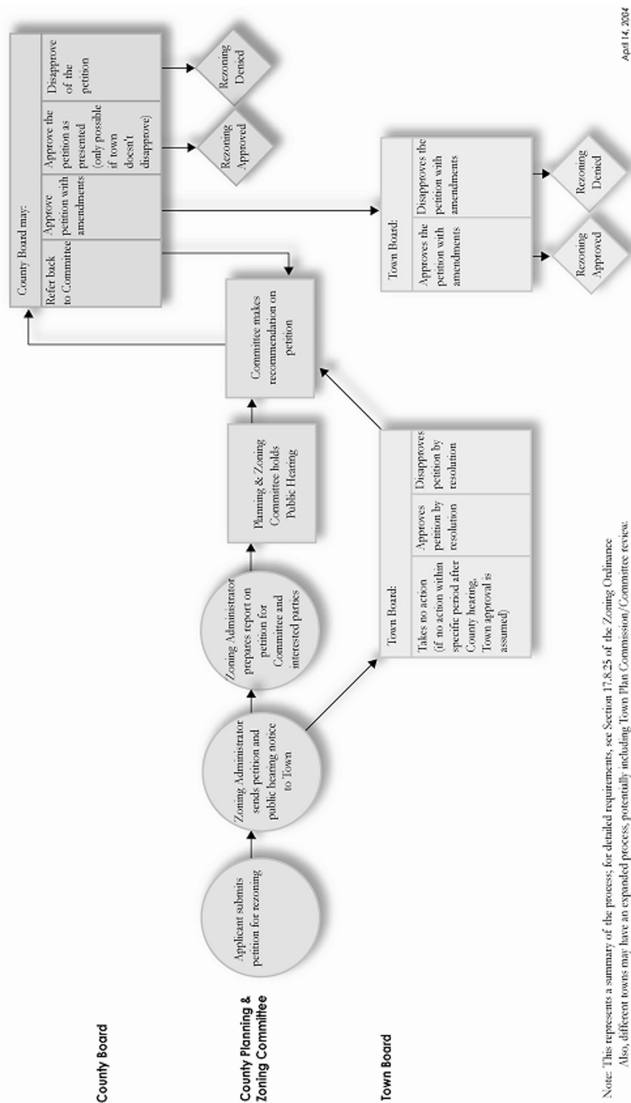 County Board
County Planning &
Zoning Committee
Town Board
Applicant submits
petition for rezoning
Zoning Administrator
sends petition and
public hearing notice
to Town
Zoning Administrator
prepares report on
petition for
Committee and
interested parties
Planning & Zoning
Committee holds
Public Hearing
Committee makes
recommendation on
petition
County Board may:
Refer back
to Committee
Approve
petition with
amendments
Approve the
petition as
presented
(only possible
if town
doesn't
disapprove)
Disapprove
of the
petition
Rezoning
Approved
Rezoning
Denied
Town Board:
Takes no action
(if no action within
specific period after
County hearing,
Town approval is
assumed)
Approves
petition by
resolution
Disapproves
petition by
resolution
Town Board:
Approves the
petition with
amendments
Disapproves the
petition with
amendments
Rezoning
Approved
Rezoning
Denied
Note: This represents a summary of the process; for detailed requirements, see Section 17.8.25 of the Zoning Ordinance
Also, different towns may have an expanded process, potentially including Town Plan Commission/Committee review.
April 14, 2004